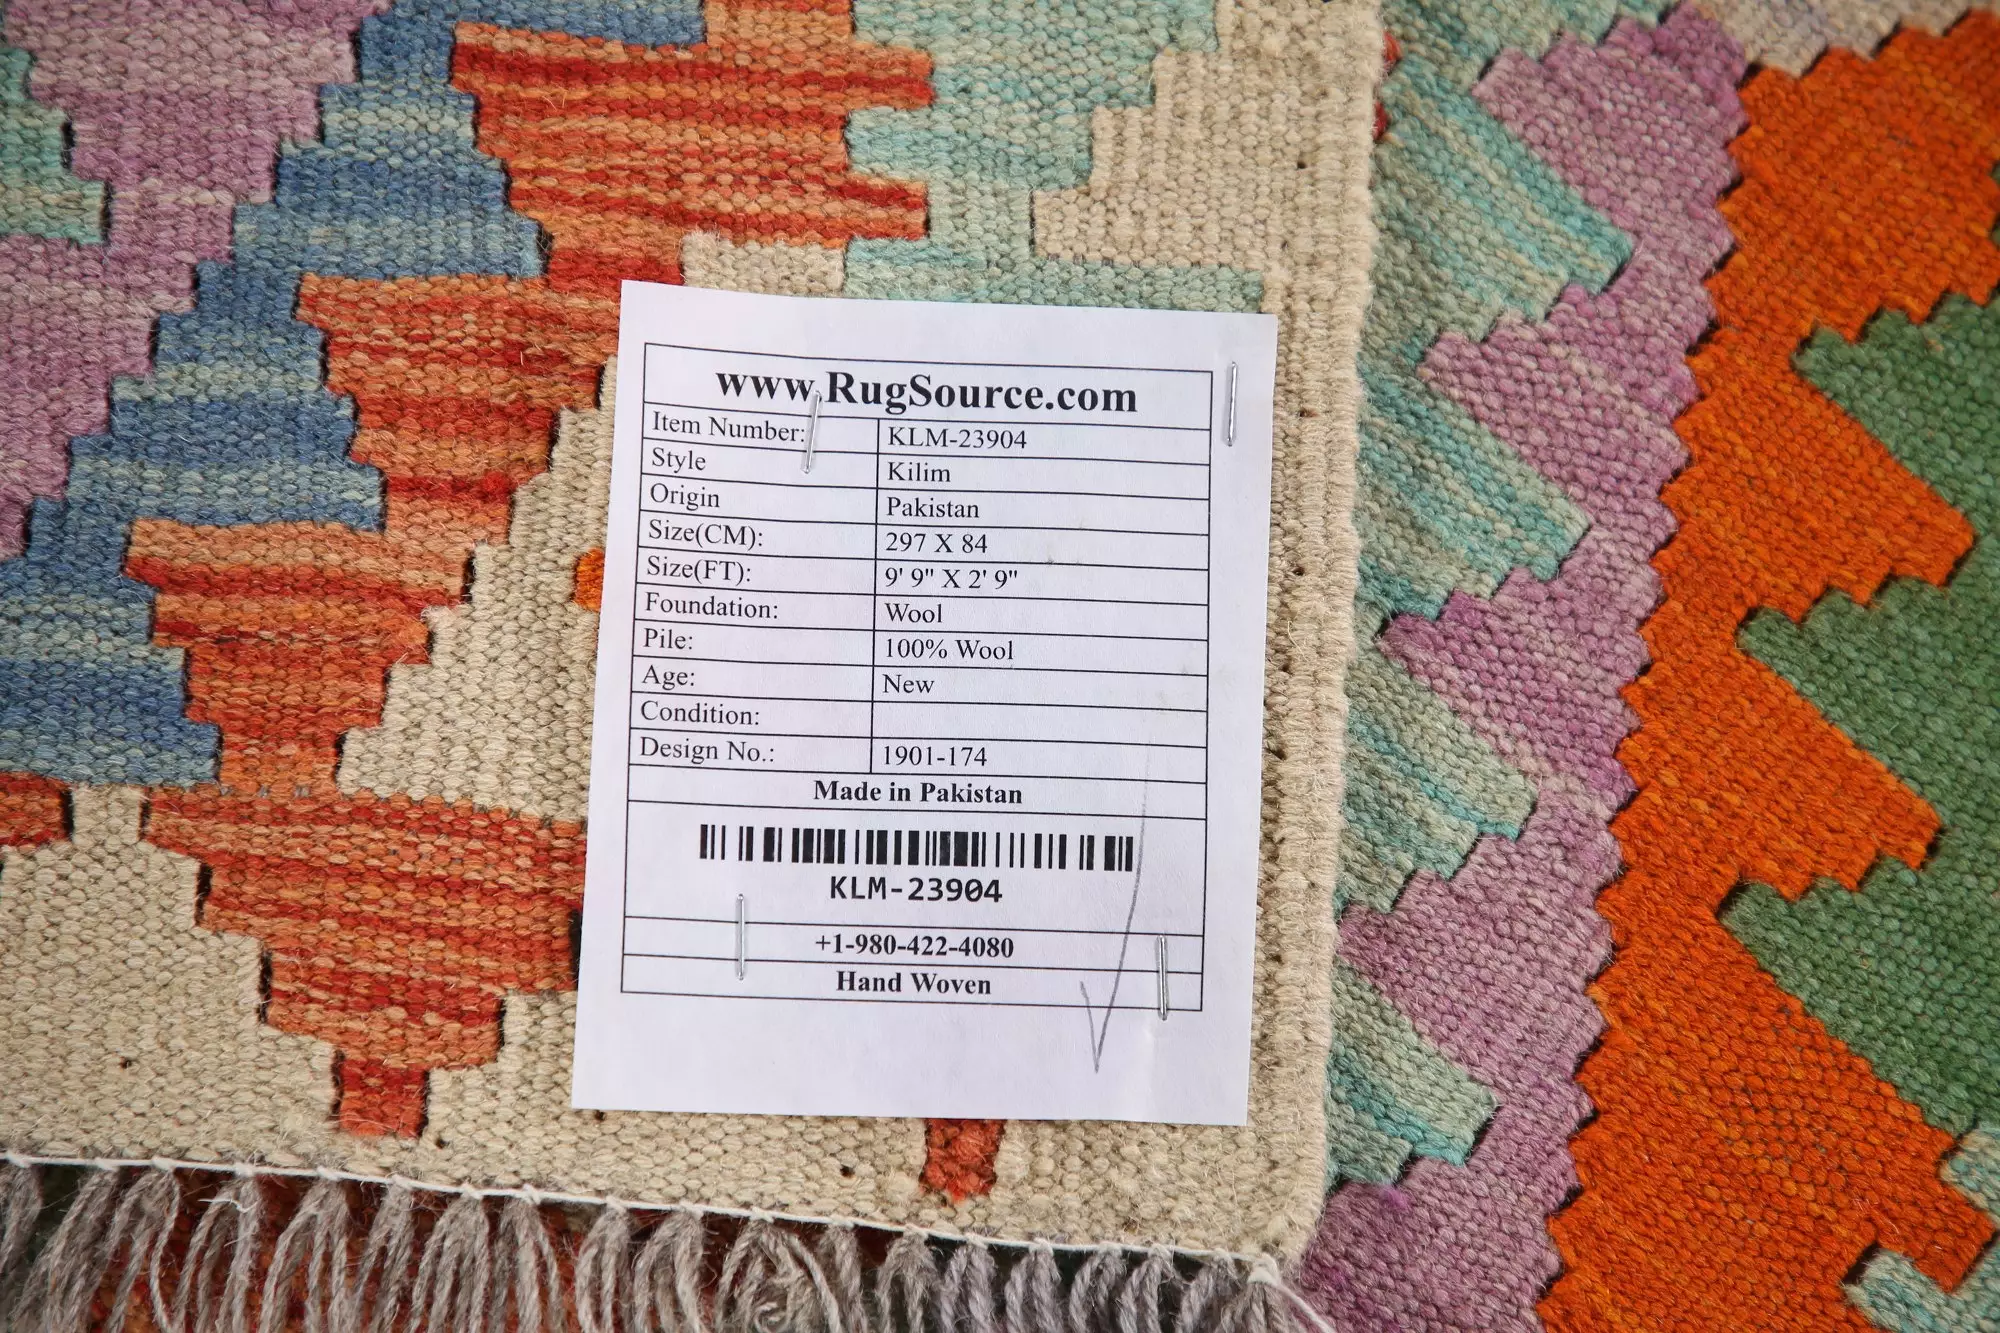 www.RugSource.com
Item Number: KLM-23904
Style Kilim
Origin Pakistan
Size(CM): 297 X 84
Size(FT): 9' 9" X 2' 9"
Foundation: Wool
Pile: 100% Wool
Age: New
Condition:
Design No.: 1901-174
Made in Pakistan
KLM-23904
+1-980-422-4080
Hand Woven